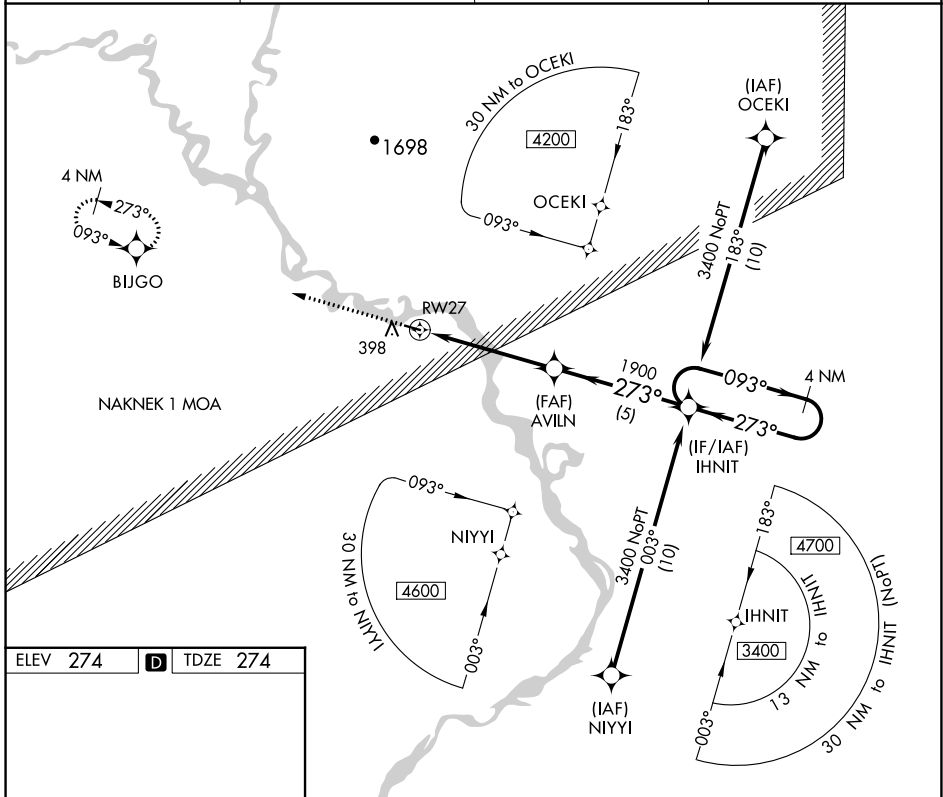 30 NM to OCEKI
4200
183°
OCEKI
093°
(IAF)
OCEKI
1698
4 NM
273°
093°
BIJGO
3400 NoPT
183°
(10)
RW27
398
1900
273°
(5)
093°
4 NM
273°
(FAF)
AVILN
(IF/IAF)
IHNIT
NAKNEK 1 MOA
093°
NIYYI
4600
003°
30 NM to NIYYI
3400 NoPT
003°
(10)
183°
4700
IHNIT
3400
003°
13 NM to IHNIT
30 NM to IHNIT (NoPT)
(IAF)
NIYYI
ELEV 274 D TDZE 274